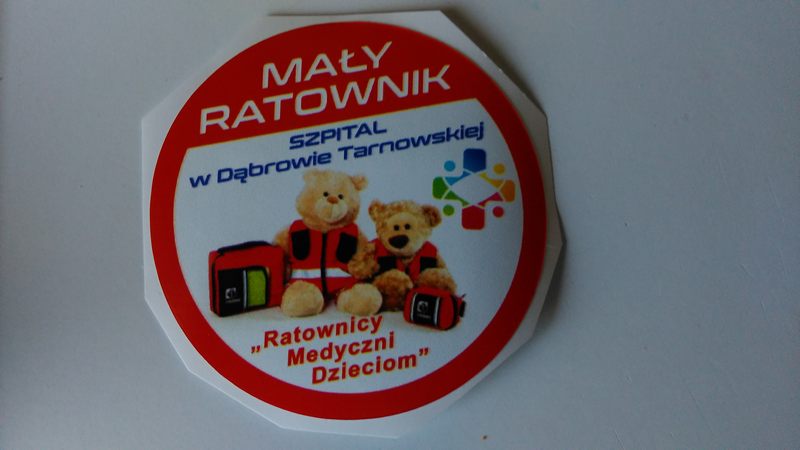 MAŁY
RATOWNIK
SZPITAL
w Dąbrowie Tarnowskiej
„Ratownicy
Medyczni
Dzieciom"